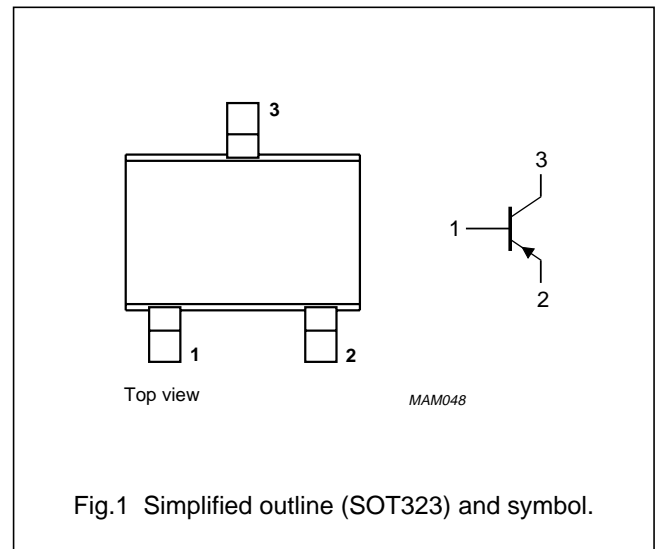 3
3
1
1
2
2
Top view
MAM048
Fig.1 Simplified outline (SOT323) and symbol.